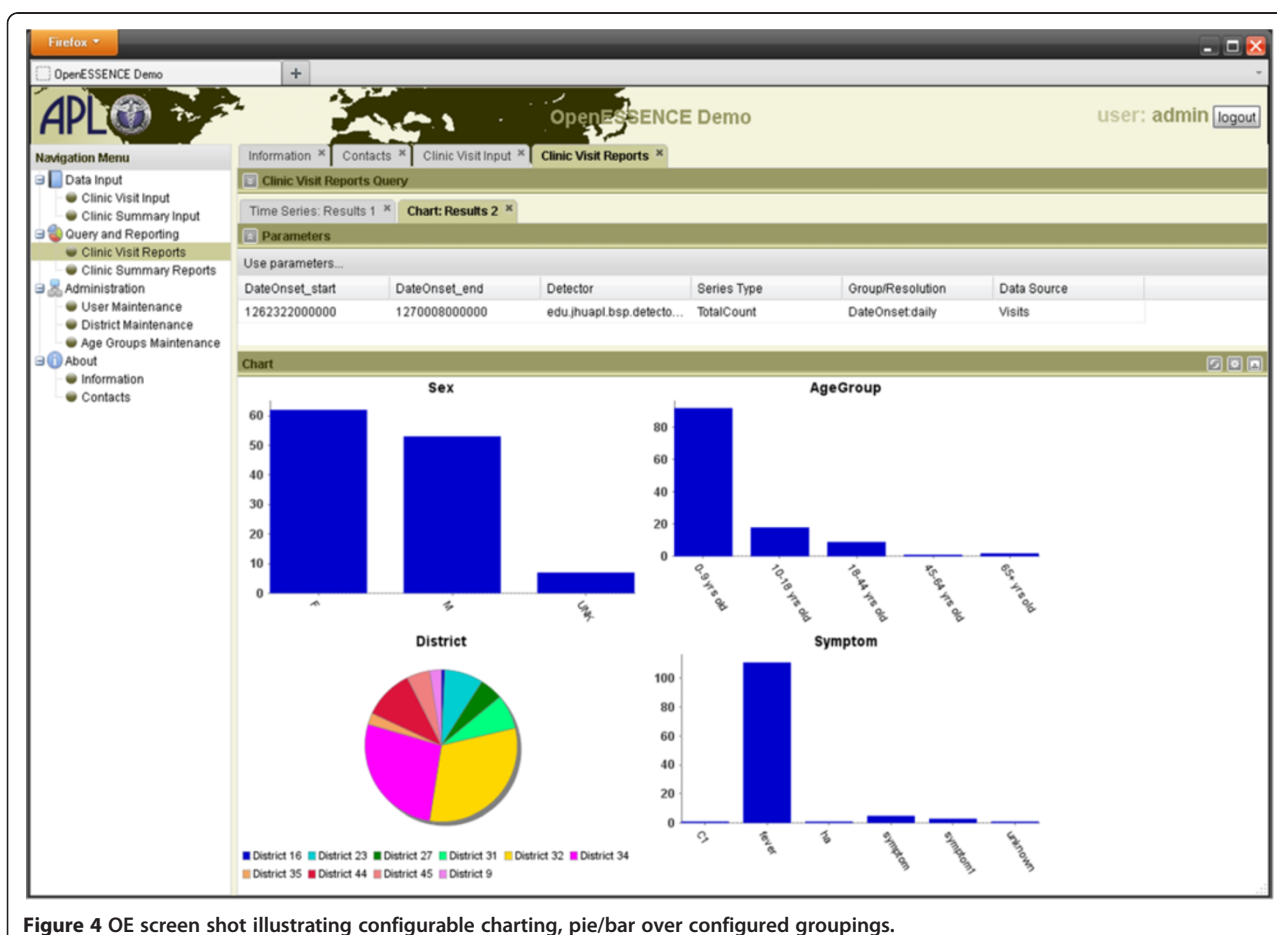 Firefox
OpenESSENCE Demo
+
APL
OpenESSENCE Demo
user: admin logout
Navigation Menu
Data Input
Clinic Visit Input
Clinic Summary Input
Query and Reporting
Clinic Visit Reports
Clinic Summary Reports
Administration
User Maintenance
District Maintenance
Age Groups Maintenance
About
Information
Contacts
Information Contacts Clinic Visit Input Clinic Visit Reports
Clinic Visit Reports Query
Time Series: Results 1 Chart: Results 2
Parameters
Use parameters...
DateOnset_start DateOnset_end Detector Series Type Group/Resolution Data Source
1262322000000 1270008000000 edu.jhuapl.bsp.detecto... TotalCount DateOnset:daily Visits
Chart
Sex
60
50
40
30
20
10
0
F M UNK
AgeGroup
80
60
40
20
0
0-9 yrs old 10-18 yrs old 18-44 yrs old 45-64 yrs old 65+ yrs old
District
District 16 District 23 District 27 District 31 District 32 District 34
District 35 District 44 District 45 District 9
Symptom
100
80
60
40
20
0
C1 fever ha symptom symptom1 unknown
Figure 4 OE screen shot illustrating configurable charting, pie/bar over configured groupings.